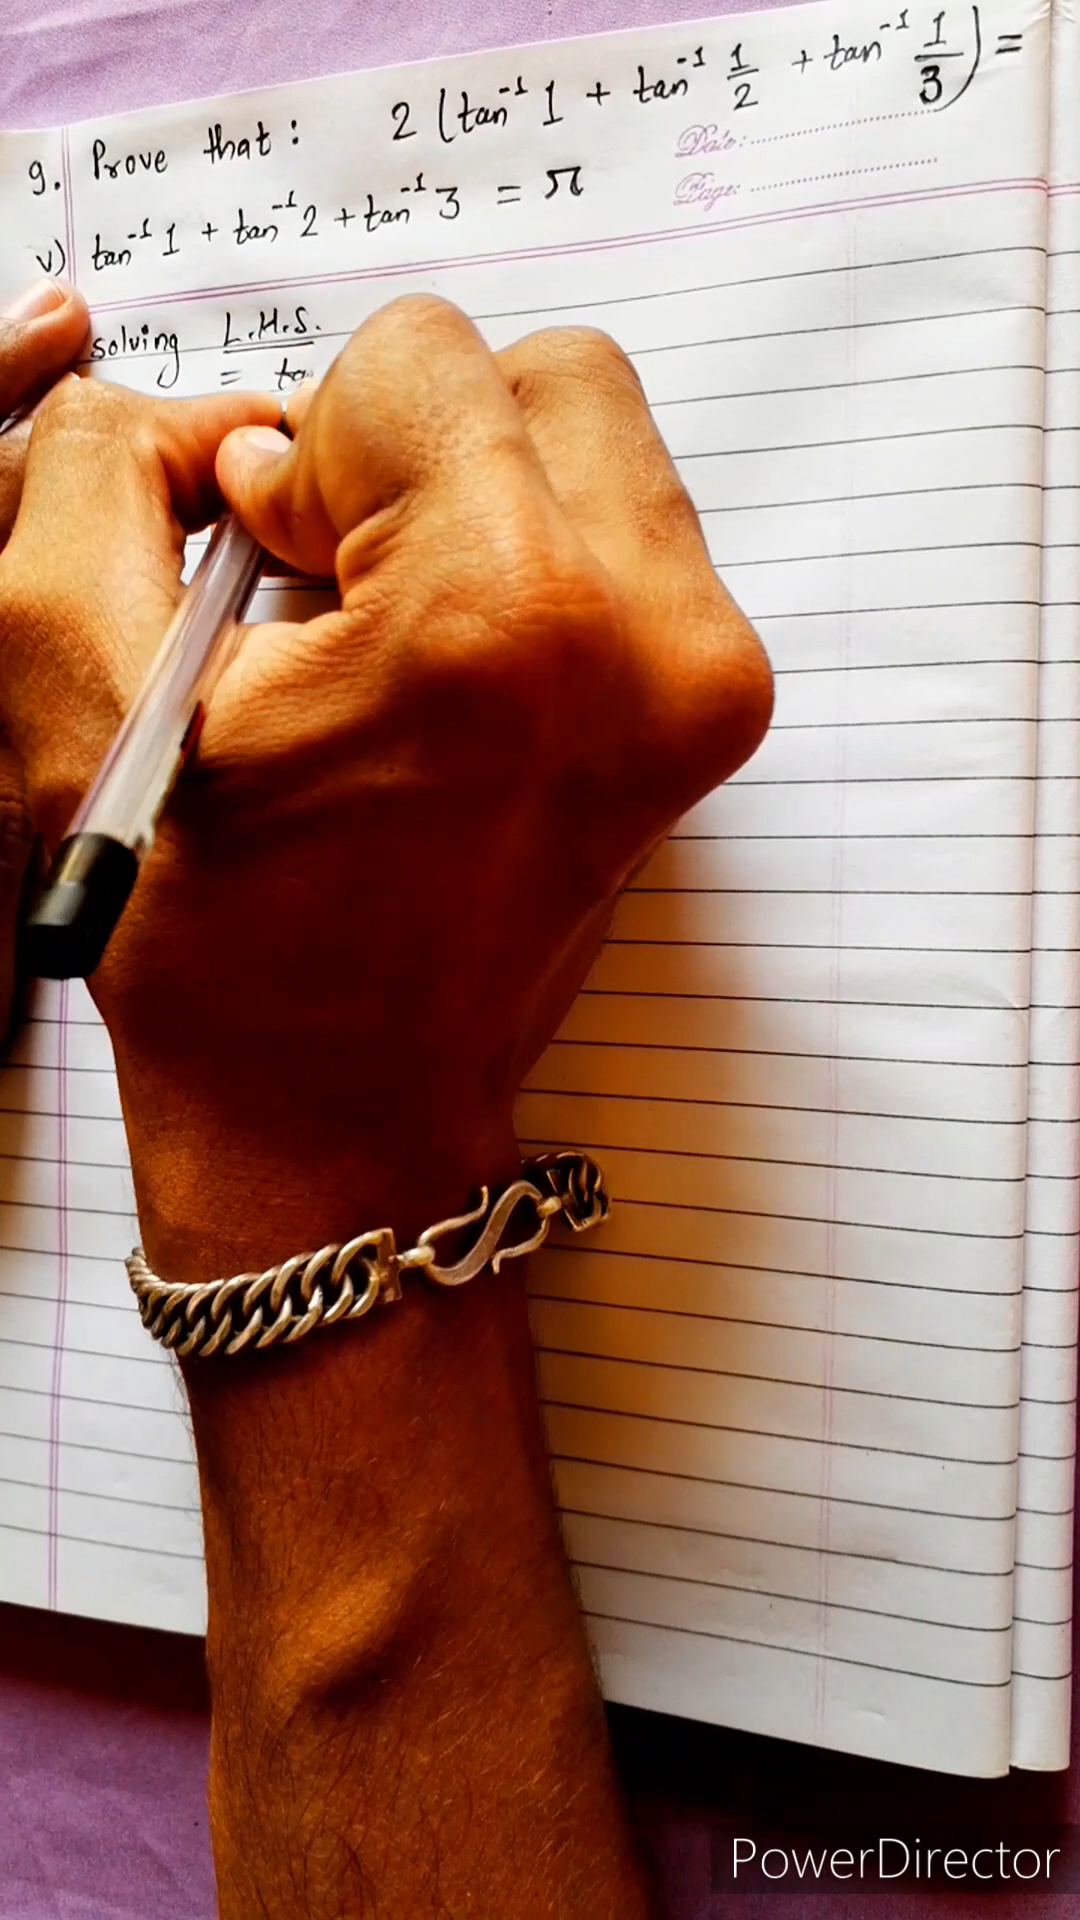 9. Prove that : 2 (tan⁻¹ 1 + tan⁻¹ 1/2 + tan⁻¹ 1/3) =
Date:
Page:
v) tan⁻¹ 1 + tan⁻¹ 2 + tan⁻¹ 3 = π
solving L.H.S.
= ta
PowerDirector